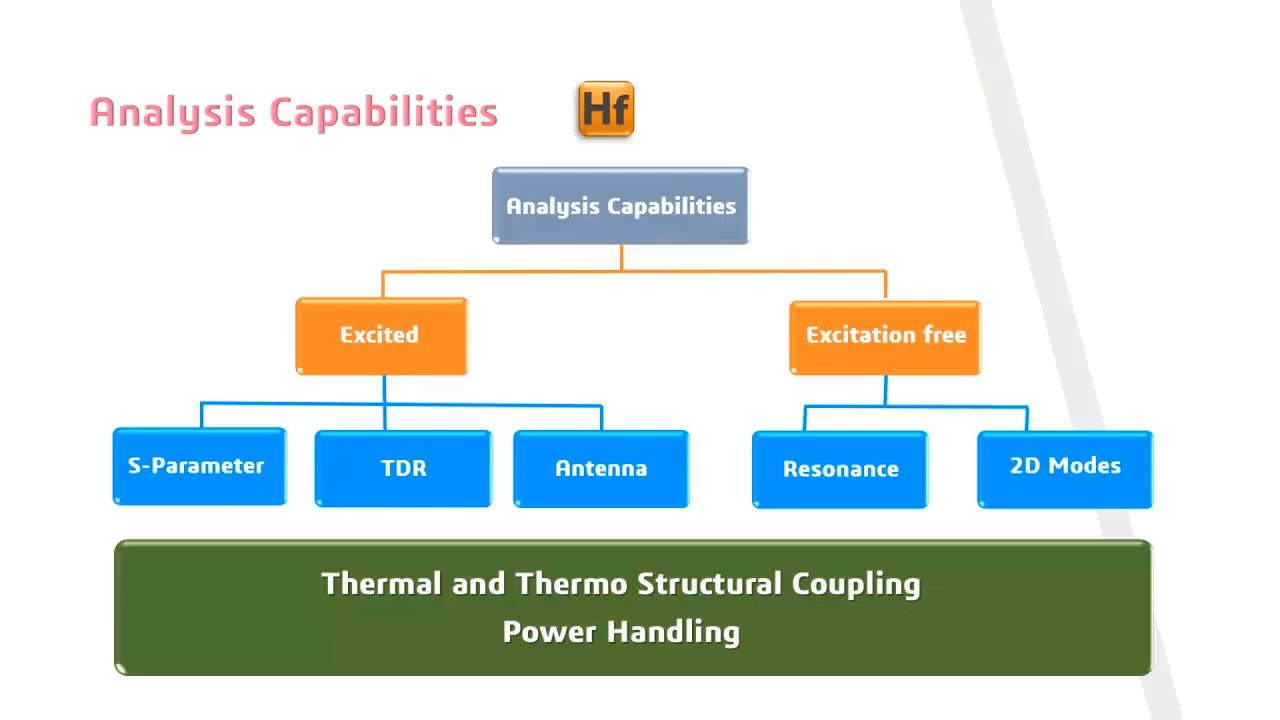 Analysis Capabilities
Hf
Analysis Capabilities
Excited
Excitation free
S-Parameter
TDR
Antenna
Resonance
2D Modes
Thermal and Thermo Structural Coupling
Power Handling